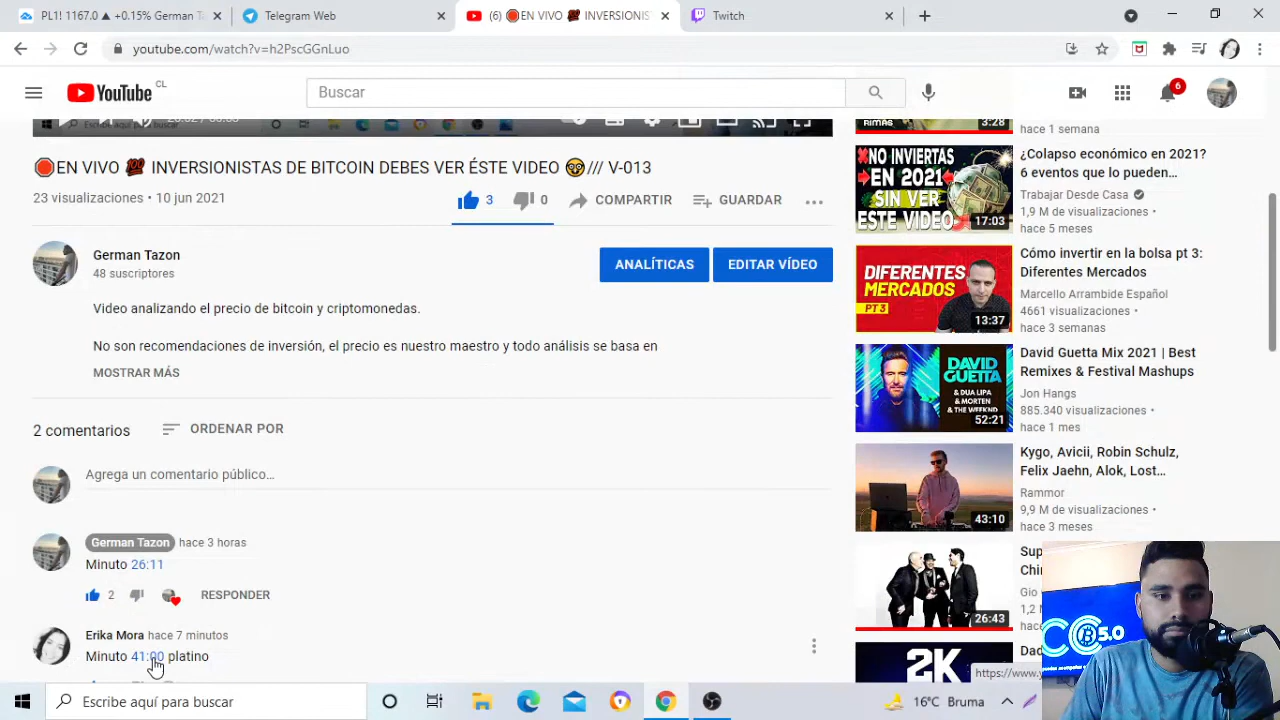 PL1! 1167.0 ▲ +0.15% German T
Telegram Web
(6) 🛑EN VIVO 💯 INVERSIONIS
Twitch
youtube.com/watch?v=h2PscGGnLuo
YouTube CL
Buscar
6
RIMAS
3:28
hace 1 semana
🛑EN VIVO 💯 INVERSIONISTAS DE BITCOIN DEBES VER ÉSTE VIDEO 🤓/// V-013
23 visualizaciones • 10 jun 2021
3
0
COMPARTIR
GUARDAR
German Tazon
48 suscriptores
ANALÍTICAS
EDITAR VÍDEO
Video analizando el precio de bitcoin y criptomonedas.
No son recomendaciones de inversión, el precio es nuestro maestro y todo análisis se basa en
MOSTRAR MÁS
2 comentarios
ORDENAR POR
Agrega un comentario público...
German Tazon hace 3 horas
Minuto 26:11
2
RESPONDER
Erika Mora hace 7 minutos
Minuto 41:00 platino
NO INVIERTAS
EN 2021
SIN VER
ESTE VIDEO
17:03
¿Colapso económico en 2021?
6 eventos que lo pueden...
Trabajar Desde Casa
1,9 M de visualizaciones •
hace 5 meses
DIFERENTES
MERCADOS
PT 3
13:37
Cómo invertir en la bolsa pt 3:
Diferentes Mercados
Marcello Arrambide Español
4661 visualizaciones •
hace 3 semanas
DAVID
GUETTA
& DUA LIPA
& MORTEN
& THE WEEKND
52:21
David Guetta Mix 2021 | Best
Remixes & Festival Mashups
Jon Hangs
885.340 visualizaciones •
hace 1 mes
43:10
Kygo, Avicii, Robin Schulz,
Felix Jaehn, Alok, Lost...
Rammor
9,9 M de visualizaciones •
hace 3 meses
26:43
Sup
Chi
Gio
1,2
hace
2K
Dad
https://www.y
5.0
Escribe aquí para buscar
16°C Bruma